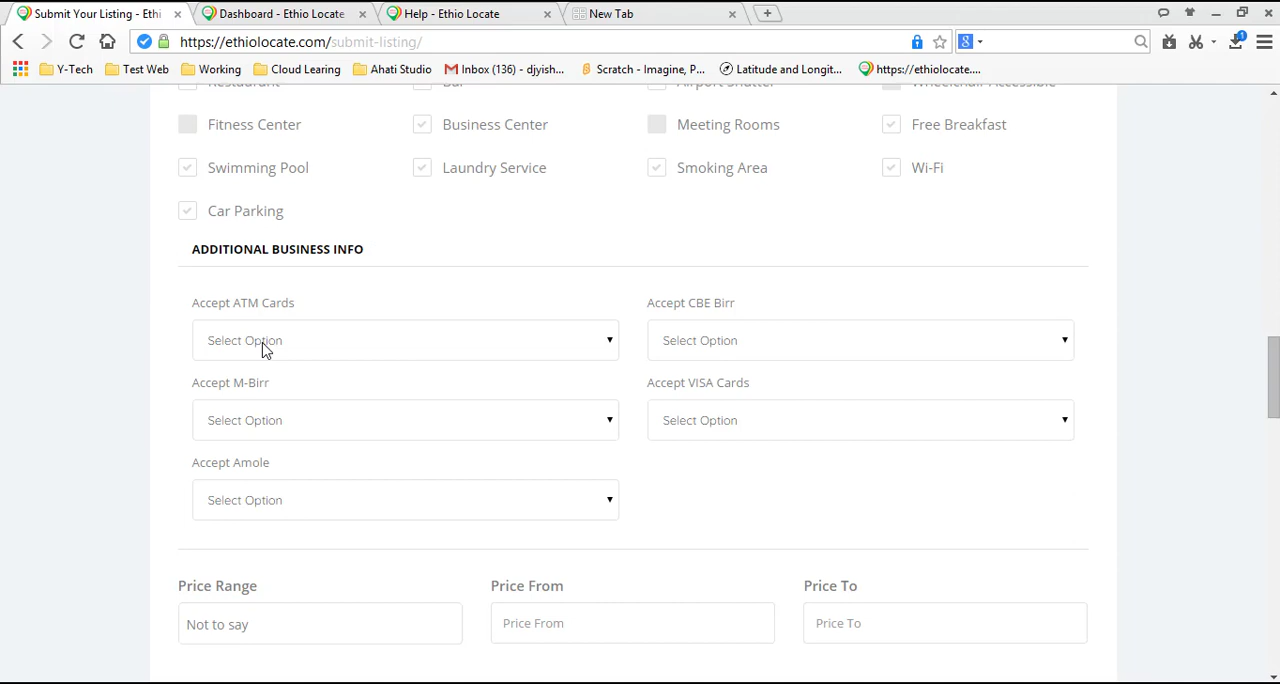 Submit Your Listing - Ethi
Dashboard - Ethio Locate
Help - Ethio Locate
New Tab
https://ethiolocate.com/submit-listing/
Y-Tech
Test Web
Working
Cloud Learing
Ahati Studio
Inbox (136) - djyish...
Scratch - Imagine, P...
Latitude and Longit...
https://ethiolocate....
Restaurant
Bar
Airport Shuttle
Wheelchair Accessible
Fitness Center
Business Center
Meeting Rooms
Free Breakfast
Swimming Pool
Laundry Service
Smoking Area
Wi-Fi
Car Parking
ADDITIONAL BUSINESS INFO
Accept ATM Cards
Accept CBE Birr
Select Option
Select Option
Accept M-Birr
Accept VISA Cards
Select Option
Select Option
Accept Amole
Select Option
Price Range
Price From
Price To
Not to say
Price From
Price To